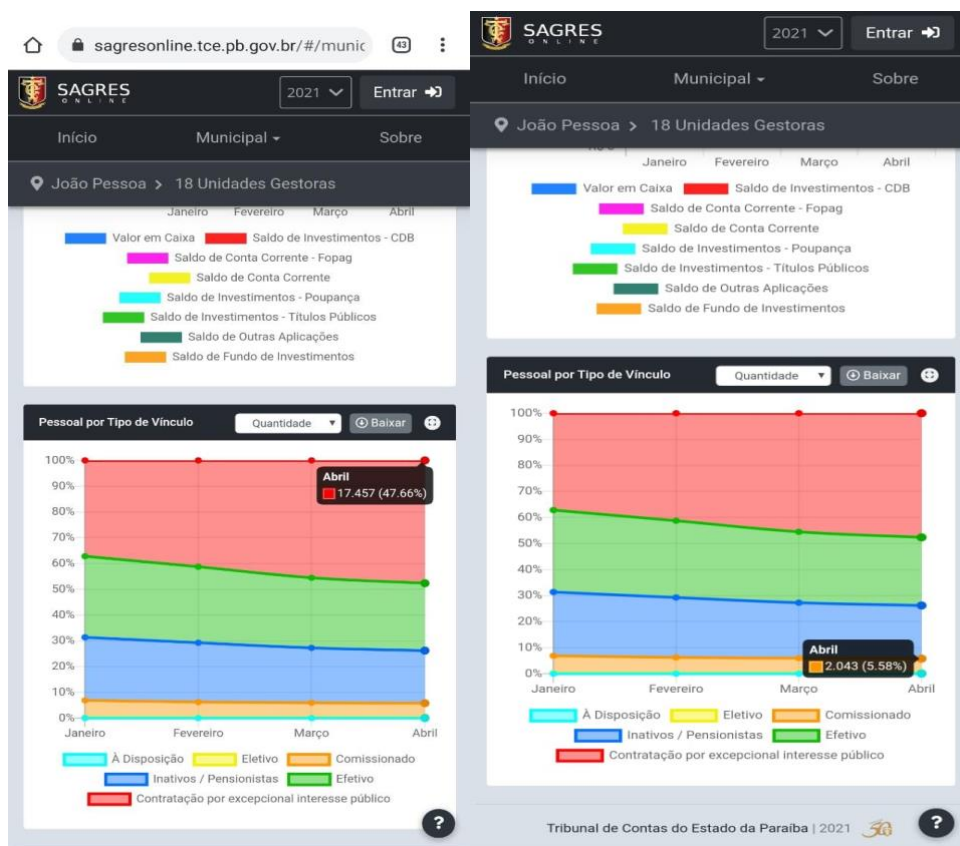 sagresonline.tce.pb.gov.br/#/munic 43
SAGRES
ONLINE
2021
Entrar
Início Municipal Sobre
João Pessoa > 18 Unidades Gestoras
Janeiro Fevereiro Março Abril
Valor em Caixa Saldo de Investimentos - CDB
Saldo de Conta Corrente - Fopag
Saldo de Conta Corrente
Saldo de Investimentos - Poupança
Saldo de Investimentos - Títulos Públicos
Saldo de Outras Aplicações
Saldo de Fundo de Investimentos
Pessoal por Tipo de Vínculo Quantidade Baixar
100%
90%
80%
70%
60%
50%
40%
30%
20%
10%
0%
Abril
17.457 (47.66%)
Janeiro Fevereiro Março Abril
À Disposição Eletivo Comissionado
Inativos / Pensionistas Efetivo
Contratação por excepcional interesse público
?
SAGRES
ONLINE
2021
Entrar
Início Municipal Sobre
João Pessoa > 18 Unidades Gestoras
Janeiro Fevereiro Março Abril
Valor em Caixa Saldo de Investimentos - CDB
Saldo de Conta Corrente - Fopag
Saldo de Conta Corrente
Saldo de Investimentos - Poupança
Saldo de Investimentos - Títulos Públicos
Saldo de Outras Aplicações
Saldo de Fundo de Investimentos
Pessoal por Tipo de Vínculo Quantidade Baixar
100%
90%
80%
70%
60%
50%
40%
30%
20%
10%
0%
Abril
2.043 (5.58%)
Janeiro Fevereiro Março Abril
À Disposição Eletivo Comissionado
Inativos / Pensionistas Efetivo
Contratação por excepcional interesse público
Tribunal de Contas do Estado da Paraíba | 2021
?